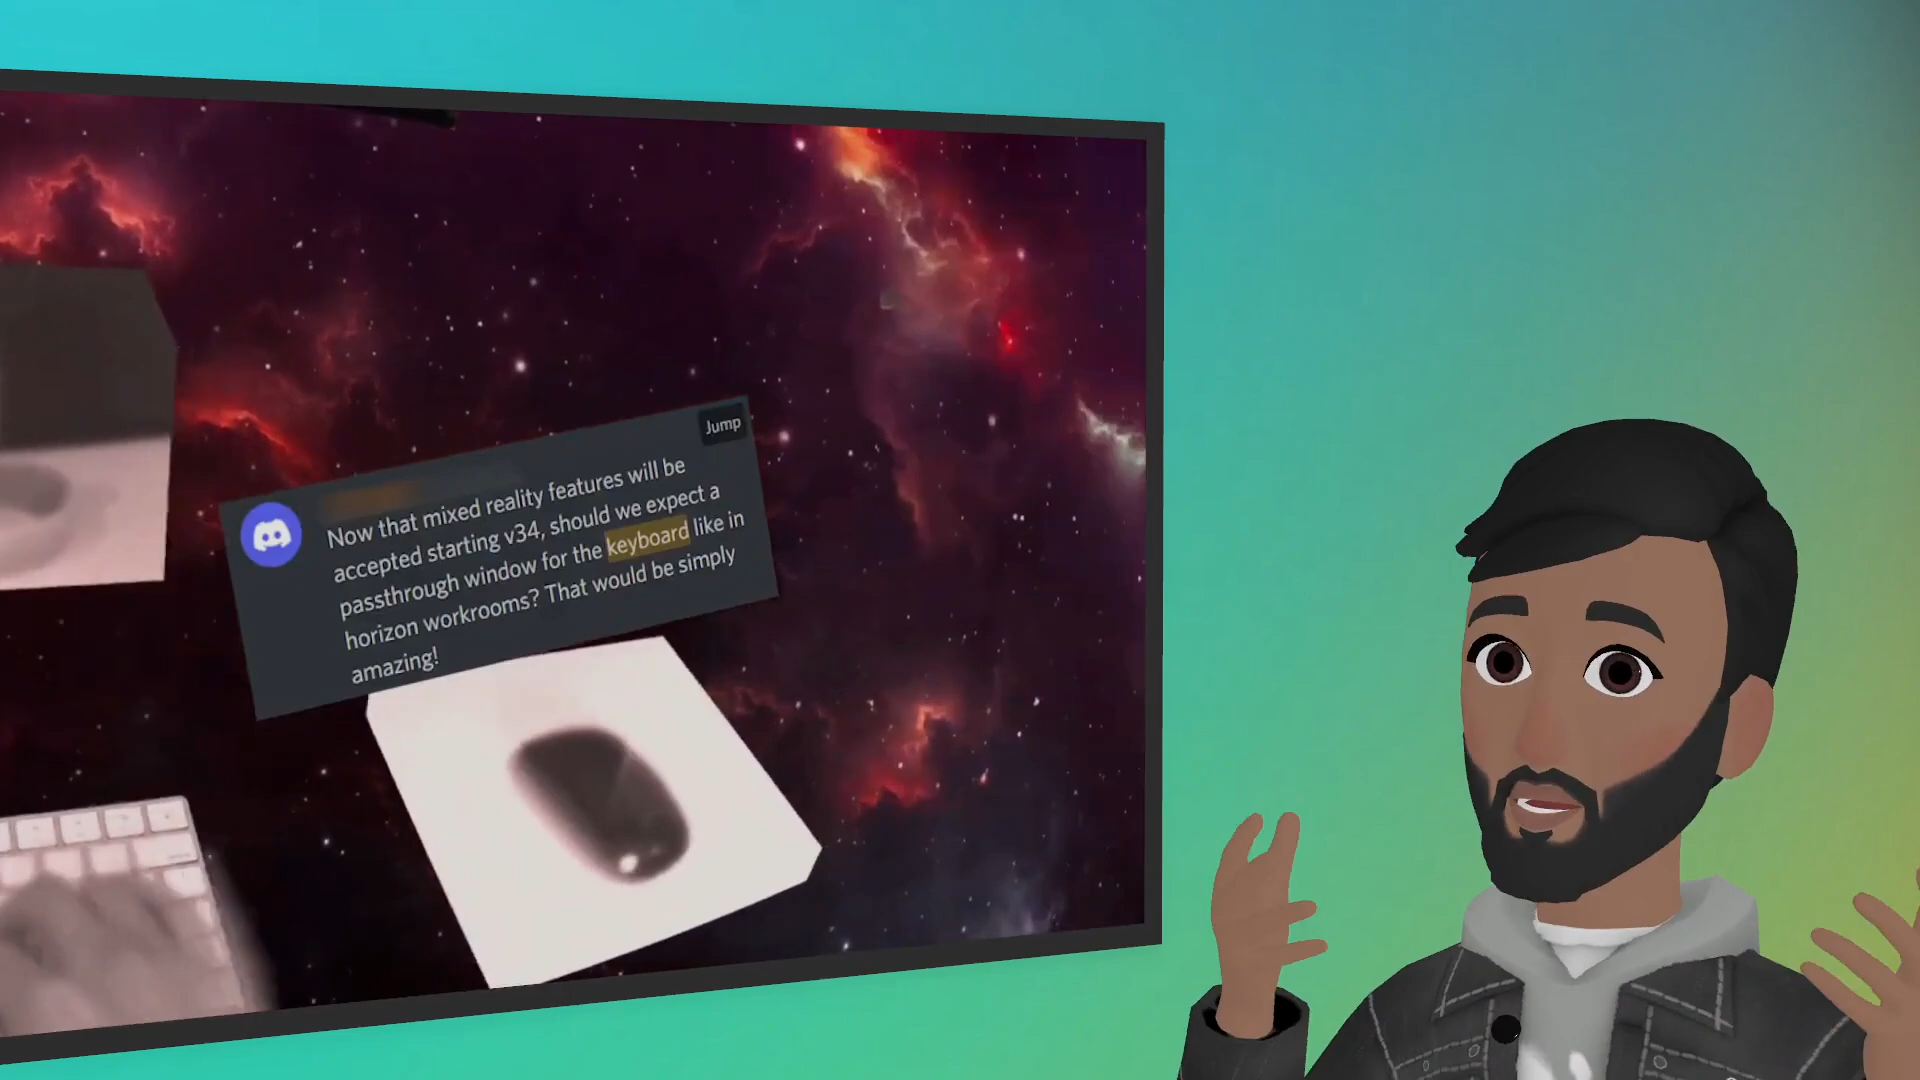 Jump
Now that mixed reality features will be
accepted starting v34, should we expect a
passthrough window for the keyboard like in
horizon workrooms? That would be simply
amazing!